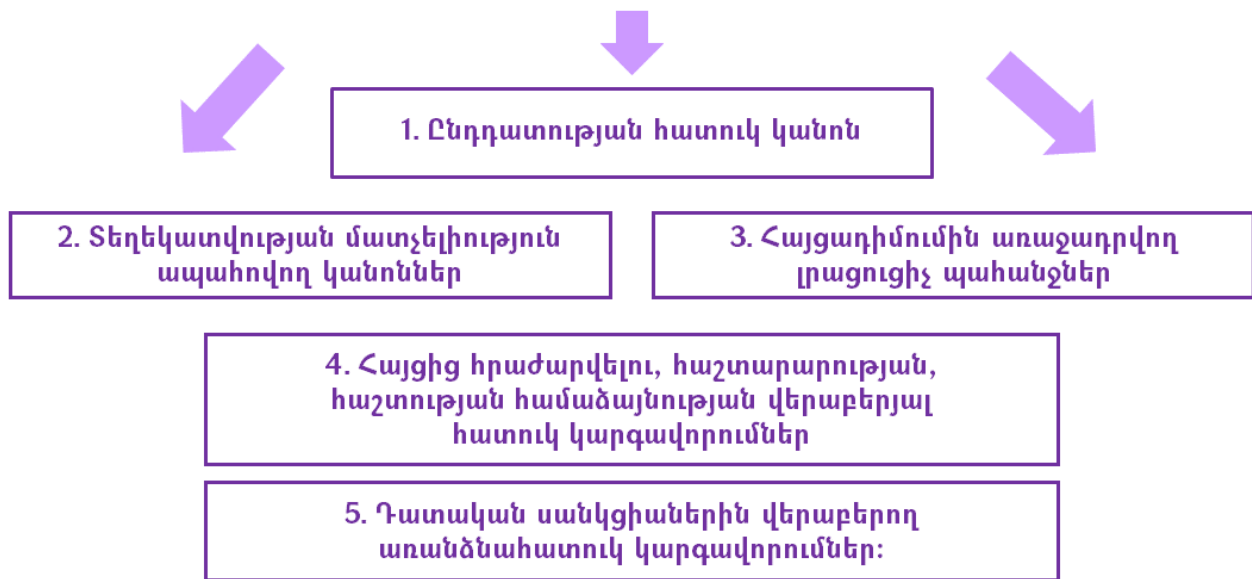 1. Ընդդատության հատուկ կանոն
2. Տեղեկատվության մատչելիություն
ապահովող կանոններ
3. Հայցադիմումին առաջադրվող
լրացուցիչ պահանջներ
4. Հայցից հրաժարվելու, հաշտարարության,
հաշտության համաձայնության վերաբերյալ
հատուկ կարգավորումներ
5. Դատական սանկցիաներին վերաբերող
առանձնահատուկ կարգավորումներ: